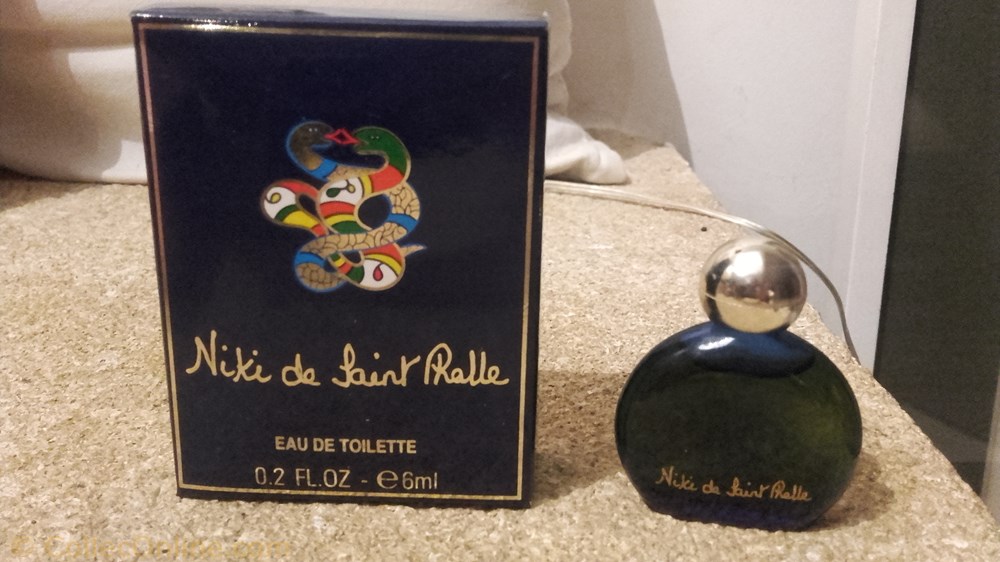 Niki de Saint Phalle
EAU DE TOILETTE
0.2 FL.OZ - ℮6ml
Niki de Saint Phalle